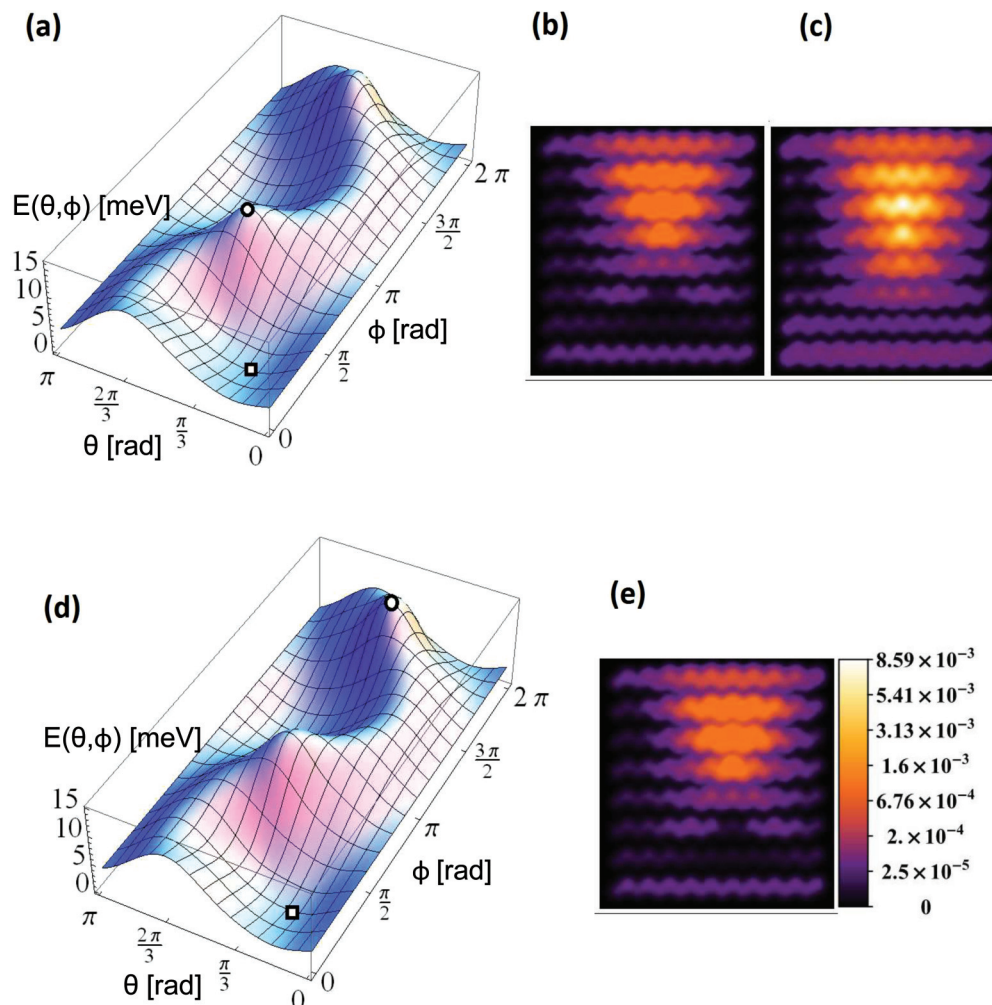 (a)
(b)
(c)
E(θ,ϕ) [meV]
15
10
5
0
π
2π/3
π/3
0
θ [rad]
0
π/2
π
3π/2
2 π
ϕ [rad]
(d)
(e)
E(θ,ϕ) [meV]
15
10
5
0
π
2π/3
π/3
0
θ [rad]
0
π/2
π
3π/2
2 π
ϕ [rad]
8.59 × 10⁻³
5.41 × 10⁻³
3.13 × 10⁻³
1.6 × 10⁻³
6.76 × 10⁻⁴
2. × 10⁻⁴
2.5 × 10⁻⁵
0